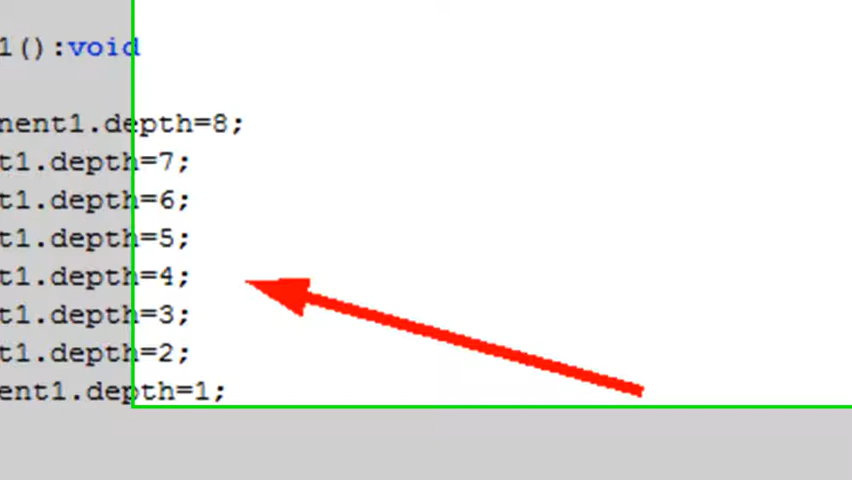 1():void
nent1.depth=8;
t1.depth=7;
t1.depth=6;
t1.depth=5;
t1.depth=4;
t1.depth=3;
t1.depth=2;
ent1.depth=1;